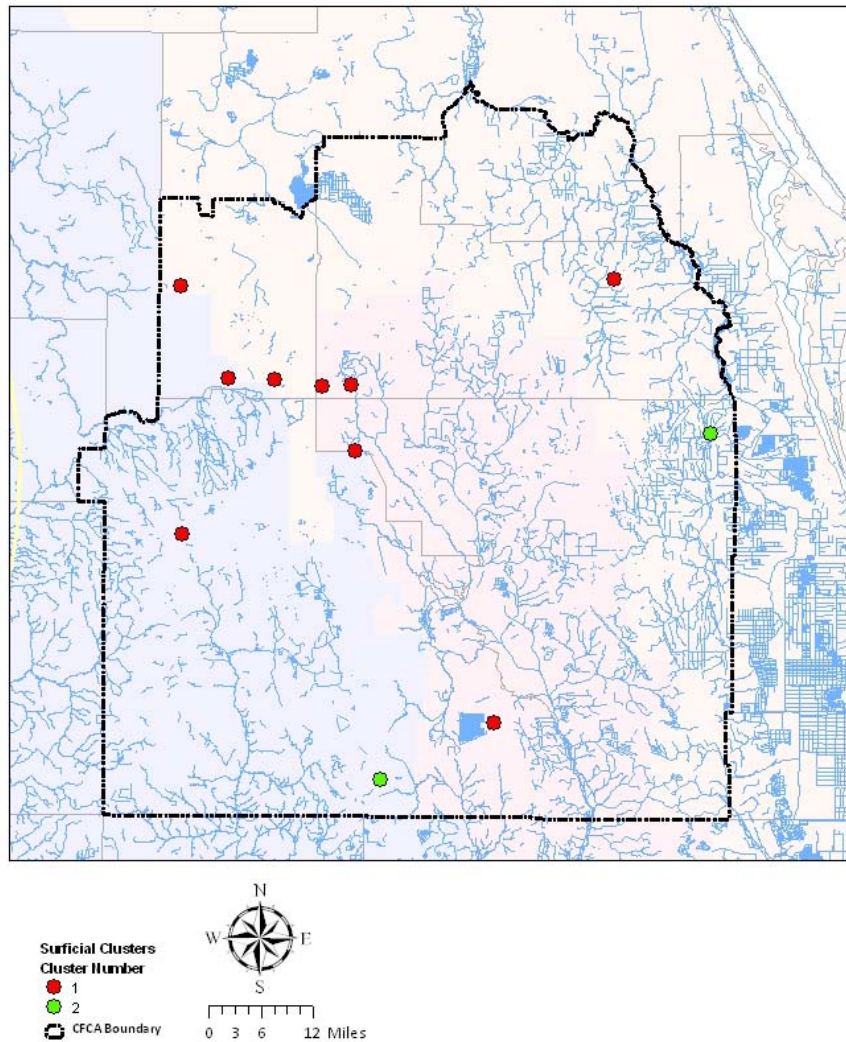 N
W E
S
Surficial Clusters
Cluster Number
1
2
CFCA Boundary
0 3 6 12 Miles